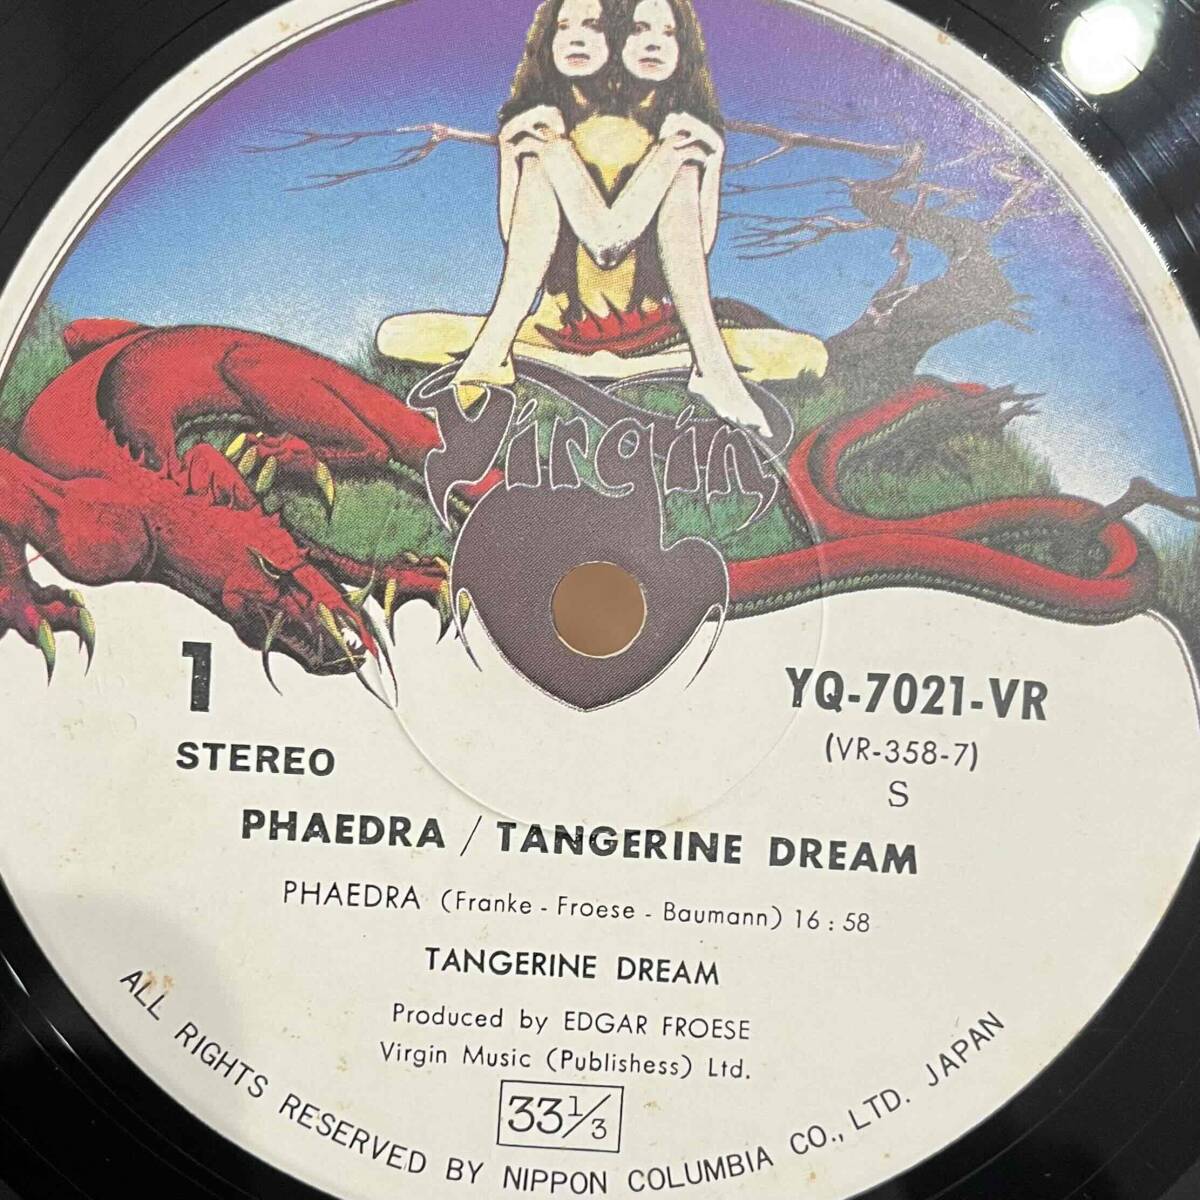 Virgin
1
STEREO
YQ-7021-VR
(VR-358-7)
S
PHAEDRA / TANGERINE DREAM
PHAEDRA (Franke - Froese - Baumann) 16 : 58
TANGERINE DREAM
Produced by EDGAR FROESE
Virgin Music (Publishess) Ltd.
33 1/3
ALL RIGHTS RESERVED BY NIPPON COLUMBIA CO., LTD. JAPAN